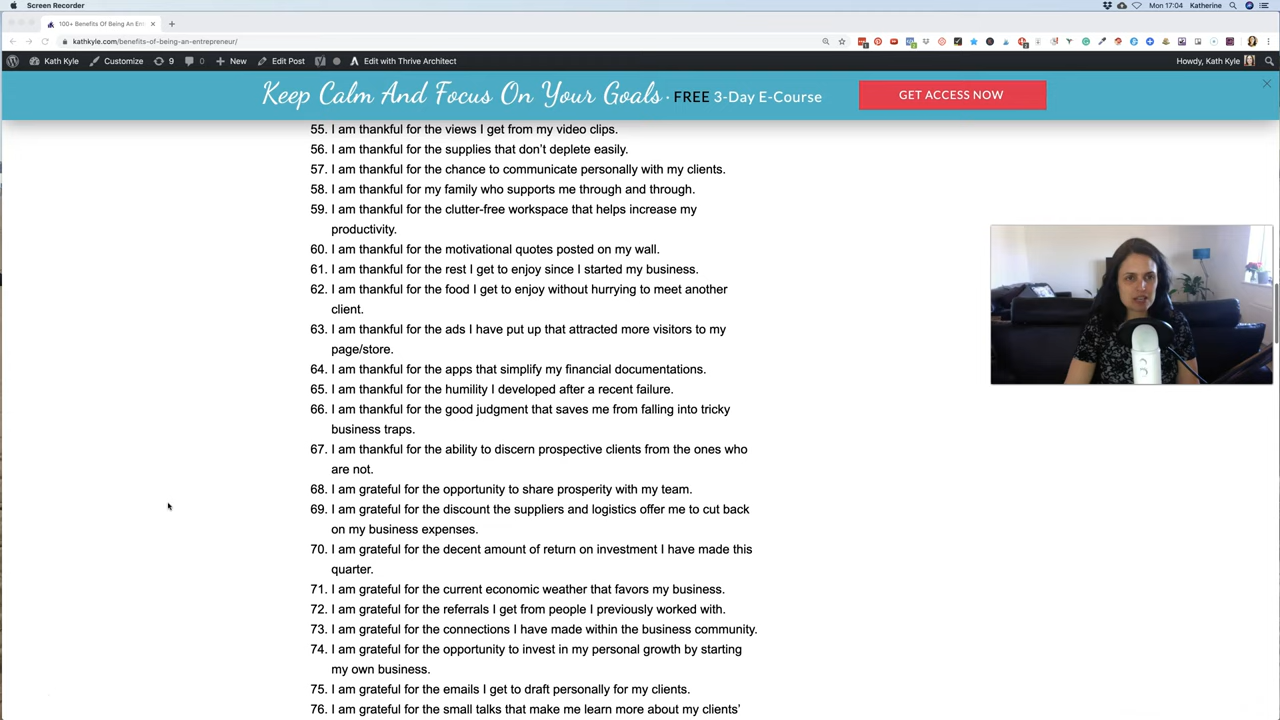 Screen Recorder
Mon 17:04 Katherine
100+ Benefits Of Being An Ent
kathkyle.com/benefits-of-being-an-entrepreneur/
Kath Kyle Customize 9 0 New Edit Post Edit with Thrive Architect Howdy, Kath Kyle
Keep Calm And Focus On Your Goals · FREE 3-Day E-Course GET ACCESS NOW
55. I am thankful for the views I get from my video clips.
56. I am thankful for the supplies that don’t deplete easily.
57. I am thankful for the chance to communicate personally with my clients.
58. I am thankful for my family who supports me through and through.
59. I am thankful for the clutter-free workspace that helps increase my
productivity.
60. I am thankful for the motivational quotes posted on my wall.
61. I am thankful for the rest I get to enjoy since I started my business.
62. I am thankful for the food I get to enjoy without hurrying to meet another
client.
63. I am thankful for the ads I have put up that attracted more visitors to my
page/store.
64. I am thankful for the apps that simplify my financial documentations.
65. I am thankful for the humility I developed after a recent failure.
66. I am thankful for the good judgment that saves me from falling into tricky
business traps.
67. I am thankful for the ability to discern prospective clients from the ones who
are not.
68. I am grateful for the opportunity to share prosperity with my team.
69. I am grateful for the discount the suppliers and logistics offer me to cut back
on my business expenses.
70. I am grateful for the decent amount of return on investment I have made this
quarter.
71. I am grateful for the current economic weather that favors my business.
72. I am grateful for the referrals I get from people I previously worked with.
73. I am grateful for the connections I have made within the business community.
74. I am grateful for the opportunity to invest in my personal growth by starting
my own business.
75. I am grateful for the emails I get to draft personally for my clients.
76. I am grateful for the small talks that make me learn more about my clients’